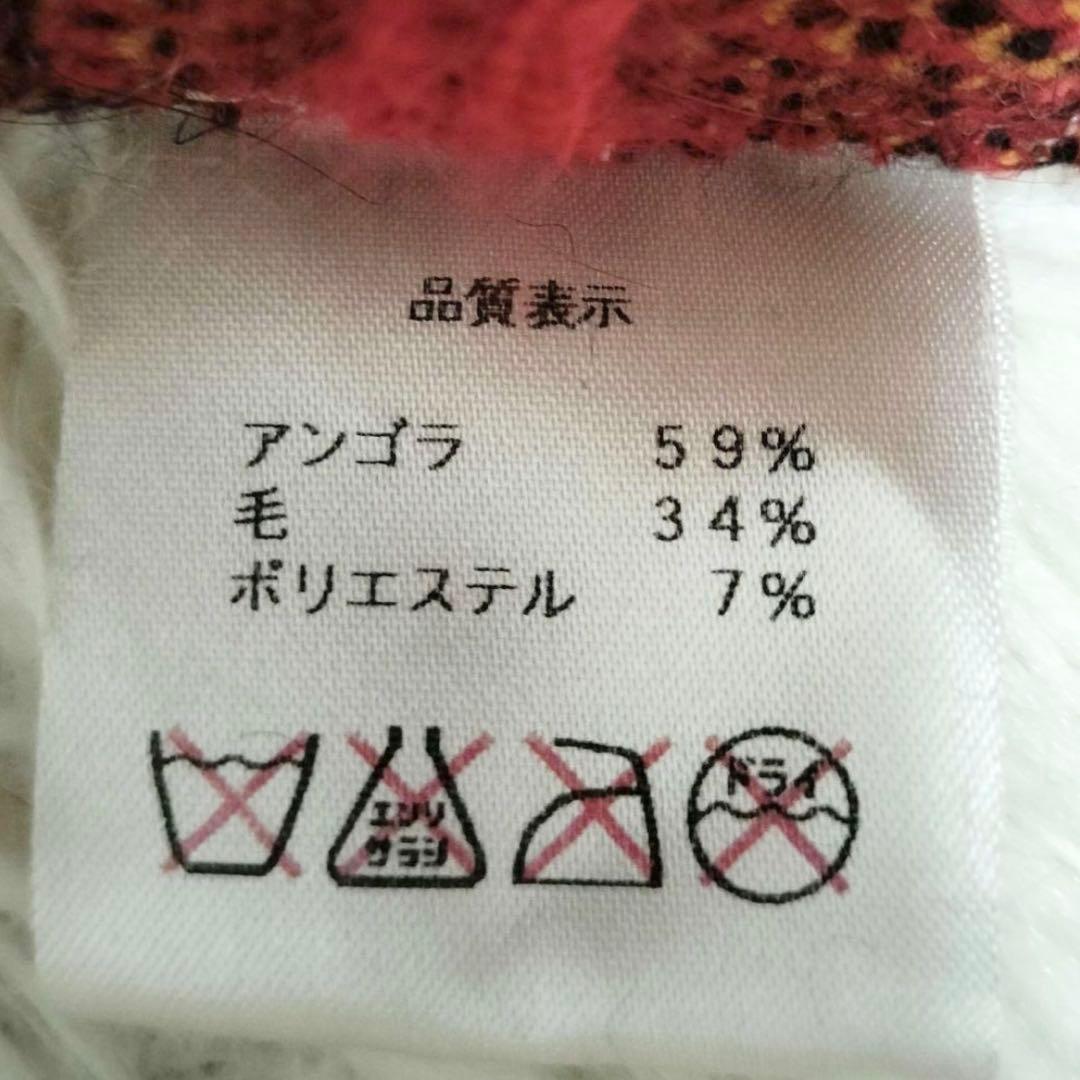 品質表示
アンゴラ 59%
毛 34%
ポリエステル 7%
エンソ
サラシ
ドライ